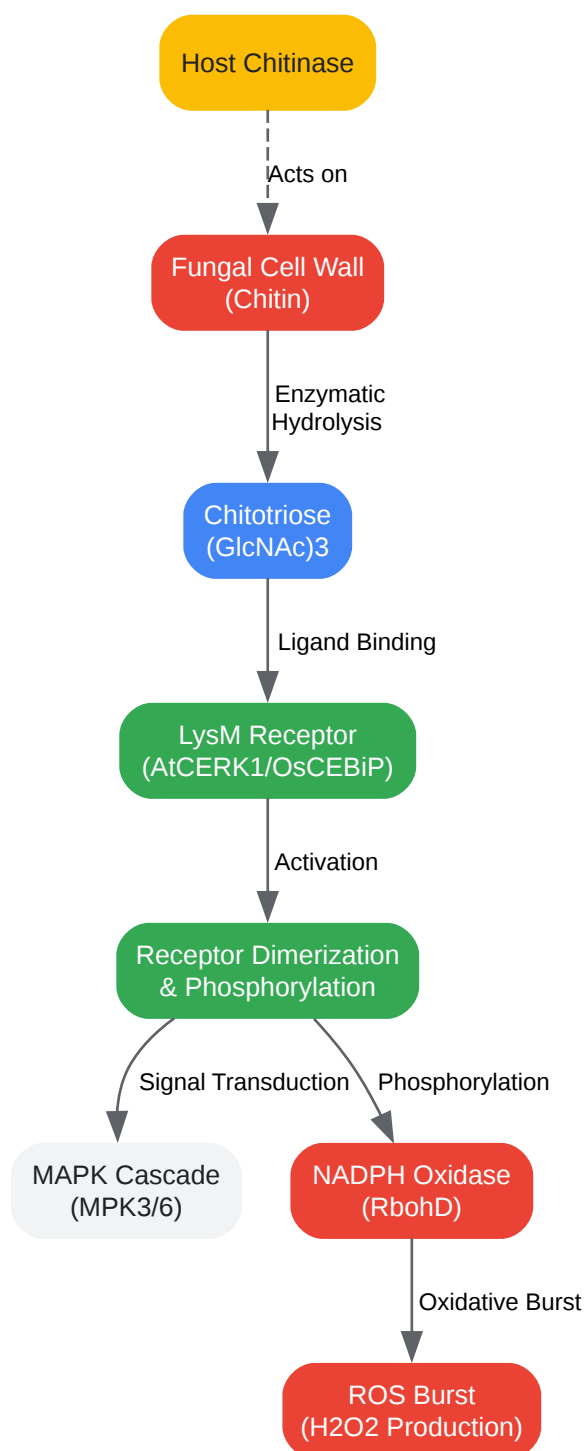 Host Chitinase
Acts on
Fungal Cell Wall
(Chitin)
Enzymatic
Hydrolysis
Chitotriose
(GlcNAc)3
Ligand Binding
LysM Receptor
(AtCERK1/OsCEBiP)
Activation
Receptor Dimerization
& Phosphorylation
Signal Transduction
Phosphorylation
MAPK Cascade
(MPK3/6)
NADPH Oxidase
(RbohD)
Oxidative Burst
ROS Burst
(H2O2 Production)